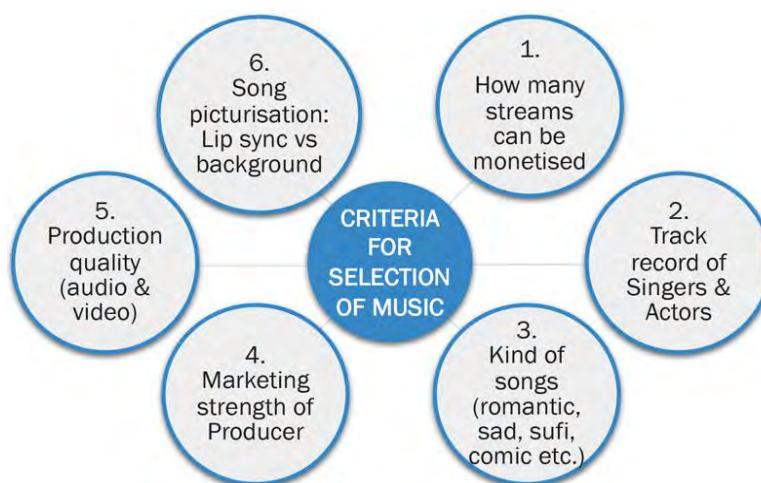 CRITERIA
FOR
SELECTION
OF MUSIC
1.
How many
streams
can be
monetised
2.
Track
record of
Singers &
Actors
3.
Kind of
songs
(romantic,
sad, sufi,
comic etc.)
4.
Marketing
strength of
Producer
5.
Production
quality
(audio &
video)
6.
Song
picturisation:
Lip sync vs
background